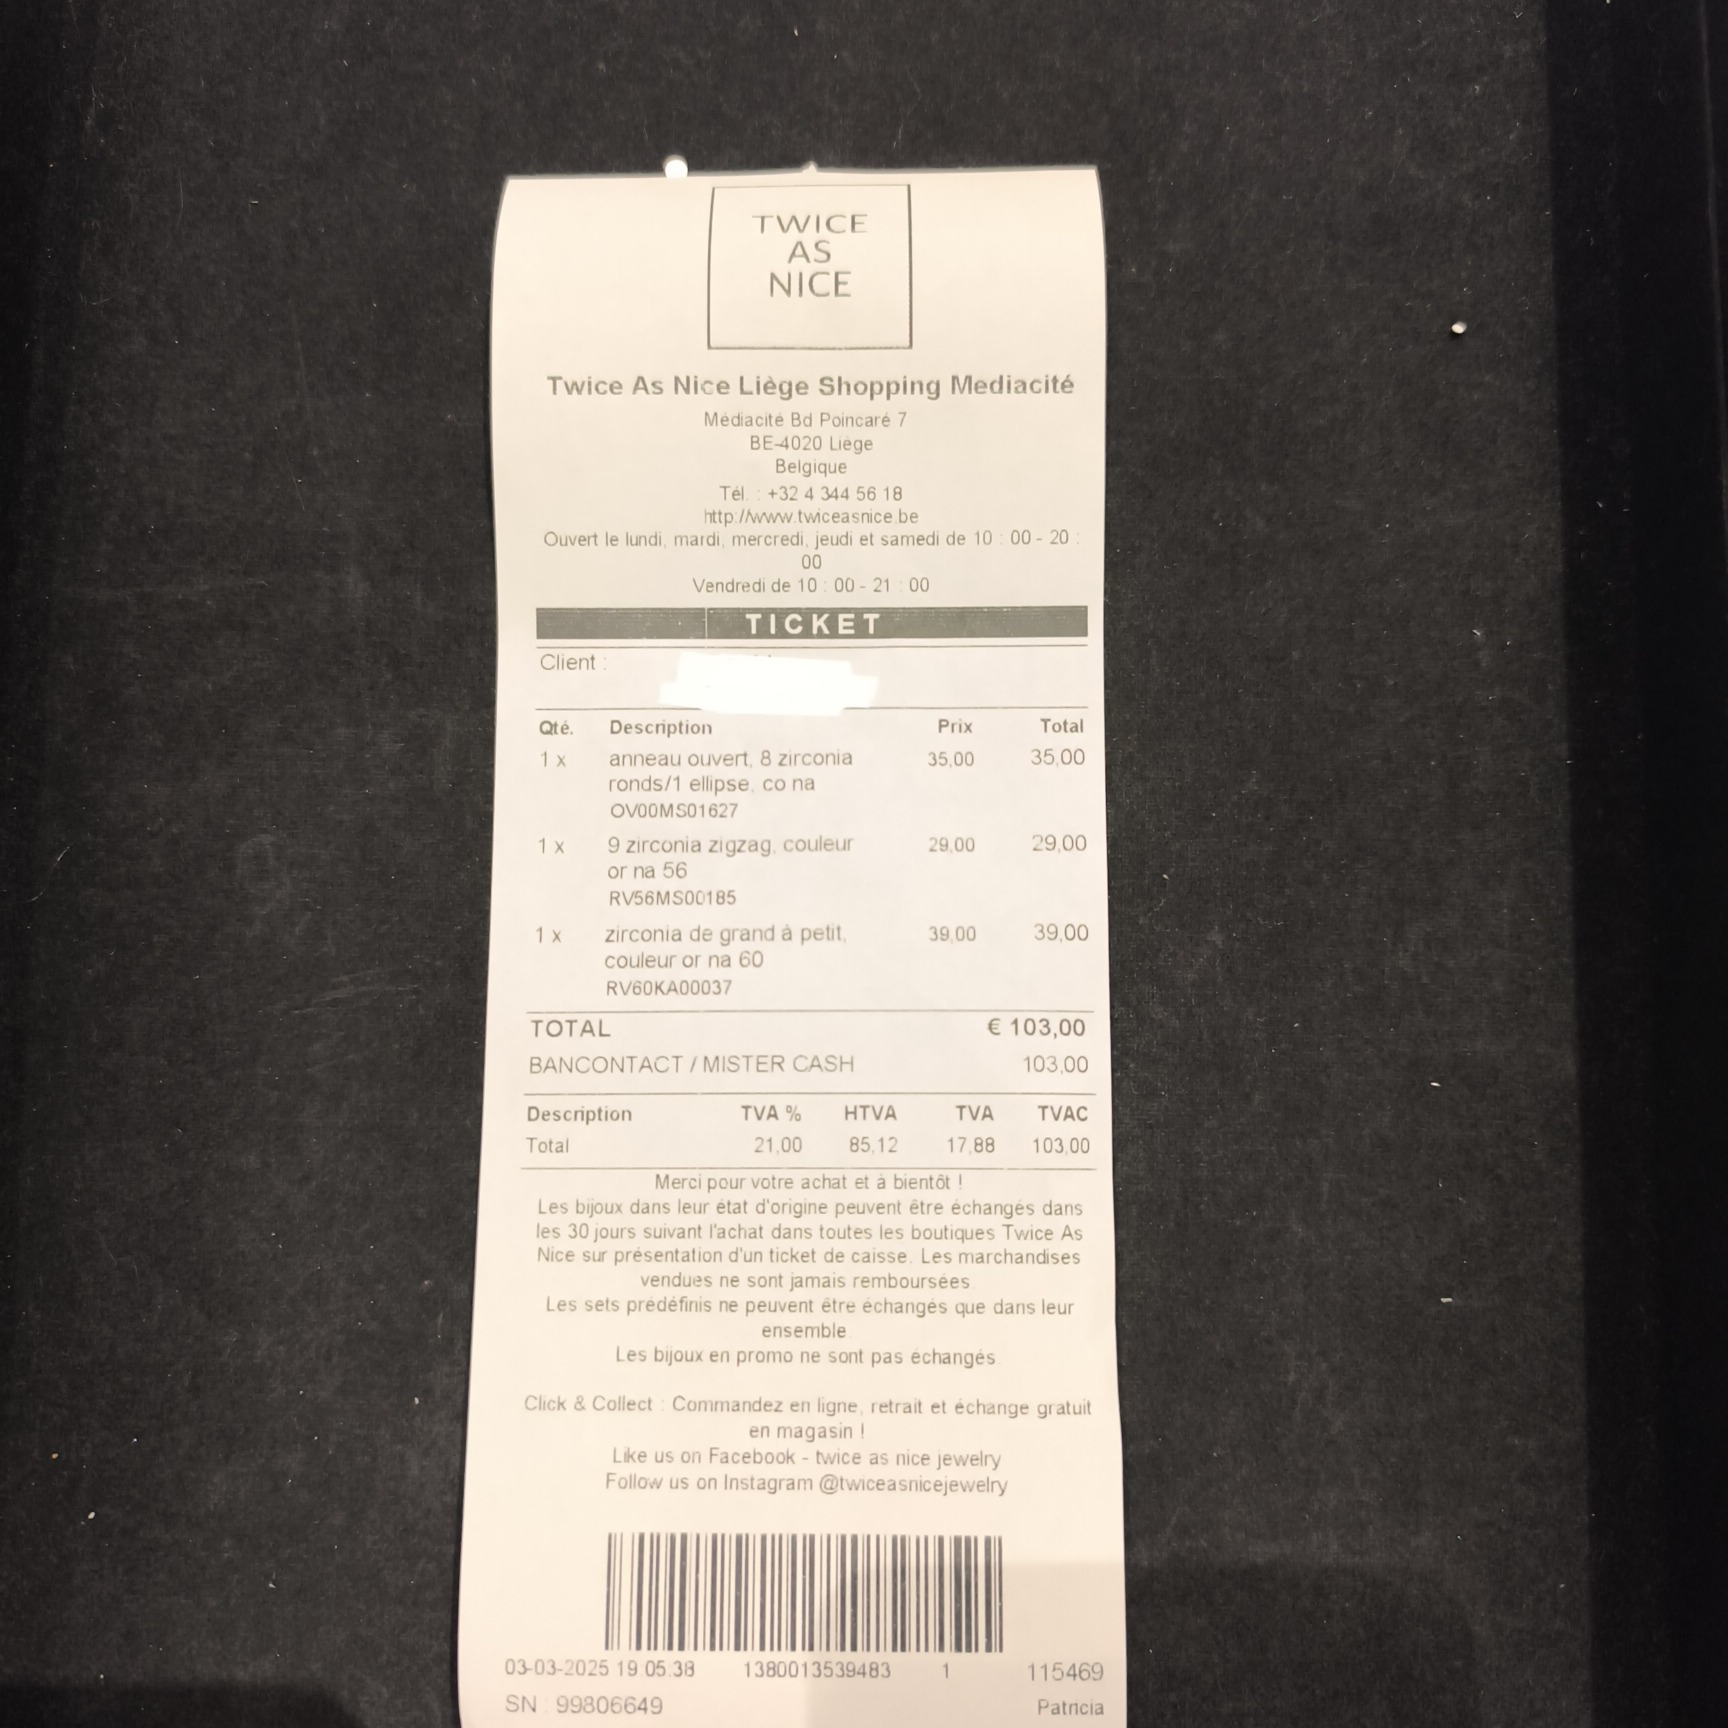 TWICE
AS
NICE
Twice As Nice Liège Shopping Mediacité
Médiacité Bd Poincaré 7
BE-4020 Liège
Belgique
Tél. : +32 4 344 56 18
http://www.twiceasnice.be
Ouvert le lundi, mardi, mercredi, jeudi et samedi de 10 : 00 - 20 :
00
Vendredi de 10 : 00 - 21 : 00
TICKET
Client :
Qté. Description Prix Total
1 x anneau ouvert, 8 zirconia 35,00 35,00
ronds/1 ellipse, co na
OV00MS01627
1 x 9 zirconia zigzag, couleur 29,00 29,00
or na 56
RV56MS00185
1 x zirconia de grand à petit, 39,00 39,00
couleur or na 60
RV60KA00037
TOTAL € 103,00
BANCONTACT / MISTER CASH 103,00
Description TVA % HTVA TVA TVAC
Total 21,00 85,12 17,88 103,00
Merci pour votre achat et à bientôt !
Les bijoux dans leur état d'origine peuvent être échangés dans
les 30 jours suivant l'achat dans toutes les boutiques Twice As
Nice sur présentation d'un ticket de caisse. Les marchandises
vendues ne sont jamais remboursées.
Les sets prédéfinis ne peuvent être échangés que dans leur
ensemble.
Les bijoux en promo ne sont pas échangés.
Click & Collect : Commandez en ligne, retrait et échange gratuit
en magasin !
Like us on Facebook - twice as nice jewelry
Follow us on Instagram @twiceasnicejewelry
03-03-2025 19:05:38 1380013539483 1 115469
SN : 99806649 Patricia